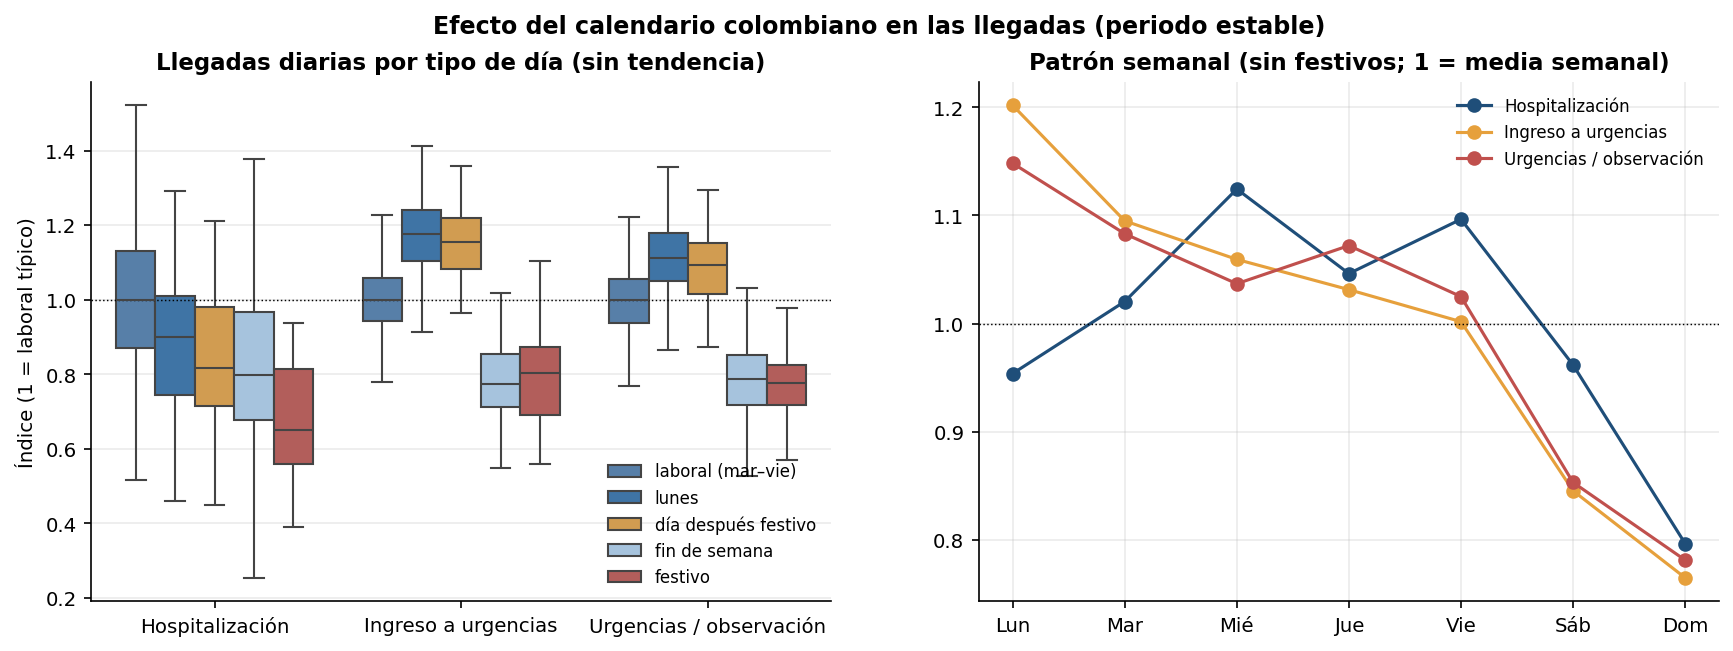 Efecto del calendario colombiano en las llegadas (periodo estable)
Llegadas diarias por tipo de día (sin tendencia)
Índice (1 = laboral típico)
1.4
1.2
1.0
0.8
0.6
0.4
0.2
laboral (mar–vie)
lunes
día después festivo
fin de semana
festivo
Hospitalización
Ingreso a urgencias
Urgencias / observación
Patrón semanal (sin festivos; 1 = media semanal)
1.2
1.1
1.0
0.9
0.8
Hospitalización
Ingreso a urgencias
Urgencias / observación
Lun
Mar
Mié
Jue
Vie
Sáb
Dom